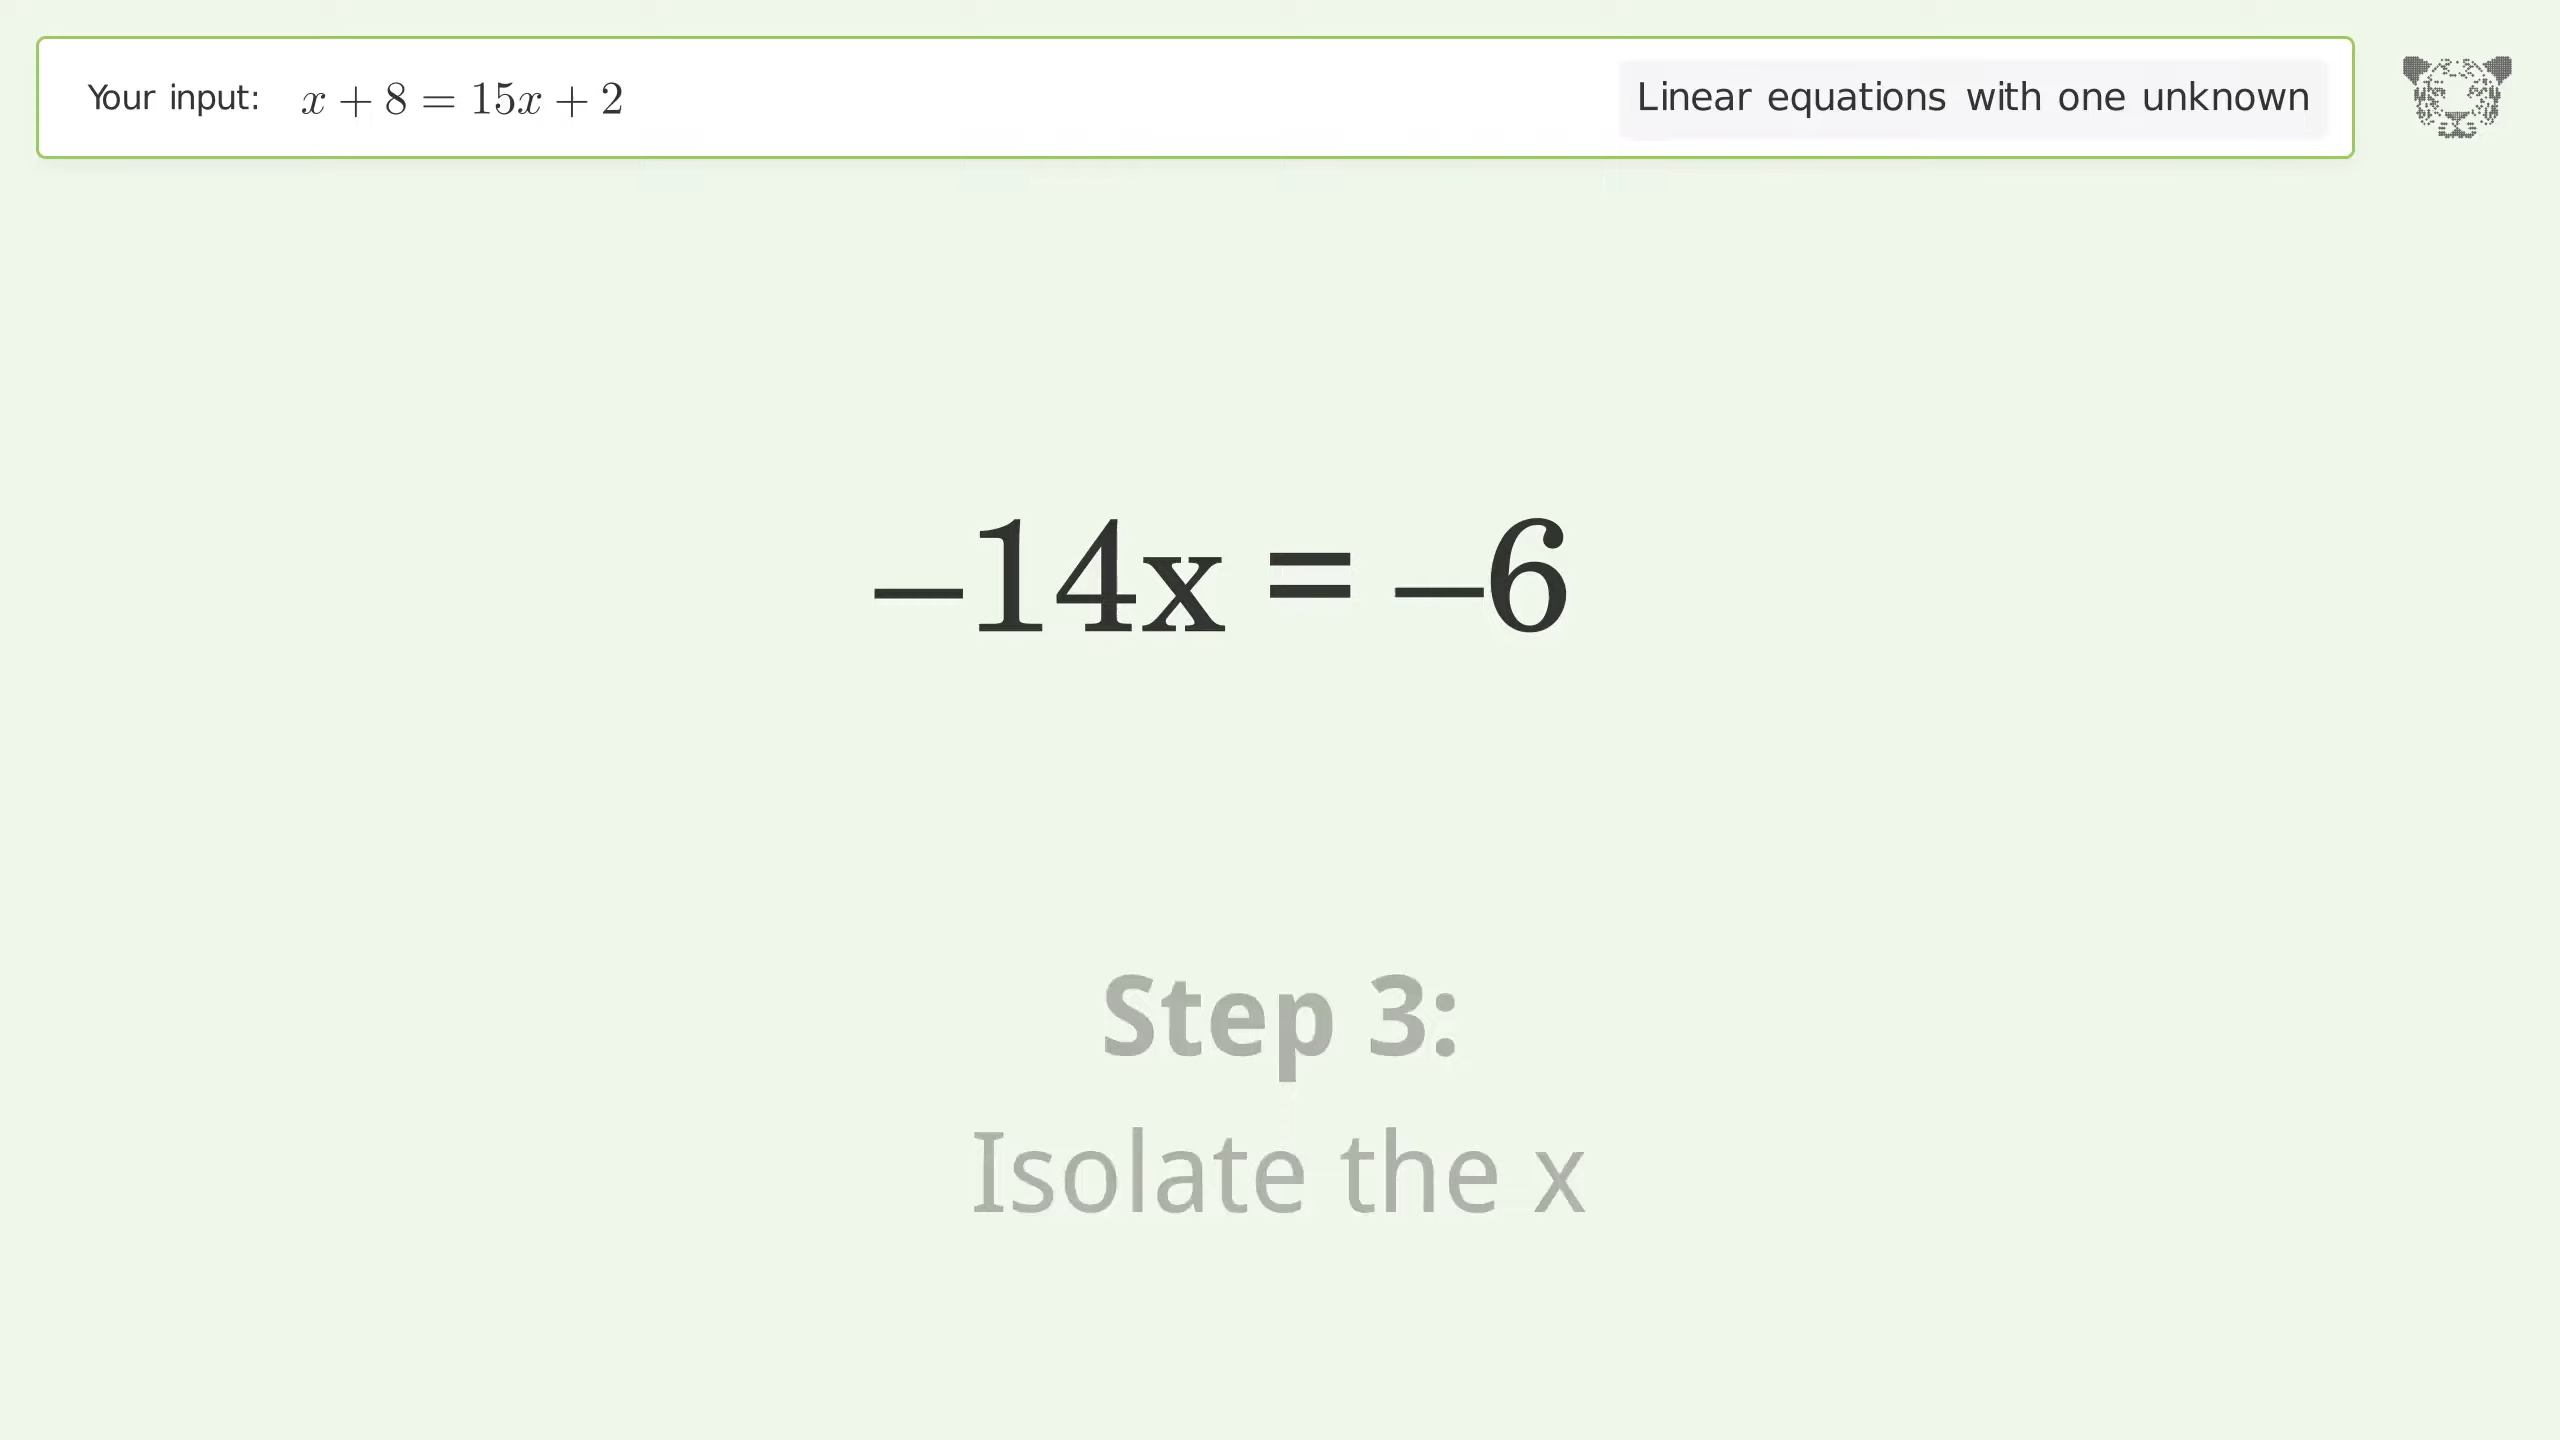 Your input: x + 8 = 15x + 2
Linear equations with one unknown
–14x = –6
Step 3:
Isolate the x